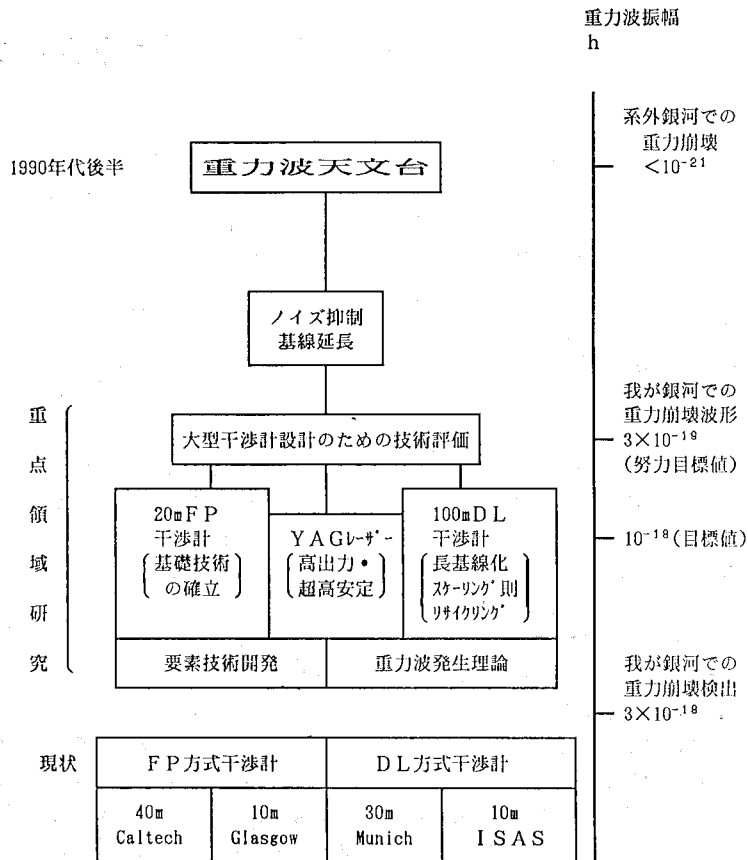 重力波振幅
h
系外銀河での
重力崩壊
<10⁻²¹
1990年代後半
重力波天文台
ノイズ抑制
基線延長
我が銀河での
重力崩壊波形
3×10⁻¹⁹
(努力目標値)
重点領域研究
大型干渉計設計のための技術評価
20mFP
干渉計
基礎技術
の確立
YAGレーザー
高出力・
超高安定
100mDL
干渉計
長基線化
スケーリング則
リサイクリング
10⁻¹⁸(目標値)
要素技術開発
重力波発生理論
我が銀河での
重力崩壊検出
3×10⁻¹⁸
現状
FP方式干渉計
DL方式干渉計
40m
Caltech
10m
Glasgow
30m
Munich
10m
ISAS